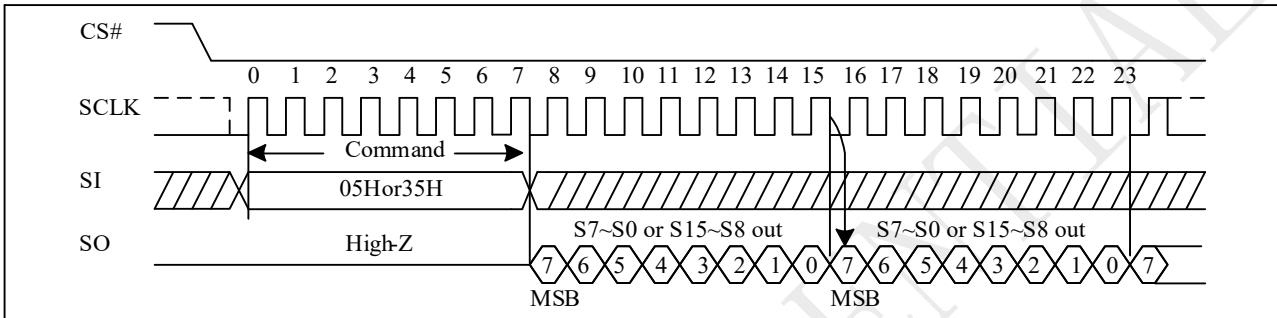 CS#
0 1 2 3 4 5 6 7 8 9 10 11 12 13 14 15 16 17 18 19 20 21 22 23
SCLK
Command
SI 05Hor35H
S7~S0 or S15~S8 out S7~S0 or S15~S8 out
SO High-Z
7 6 5 4 3 2 1 0 7 6 5 4 3 2 1 0 7
MSB MSB